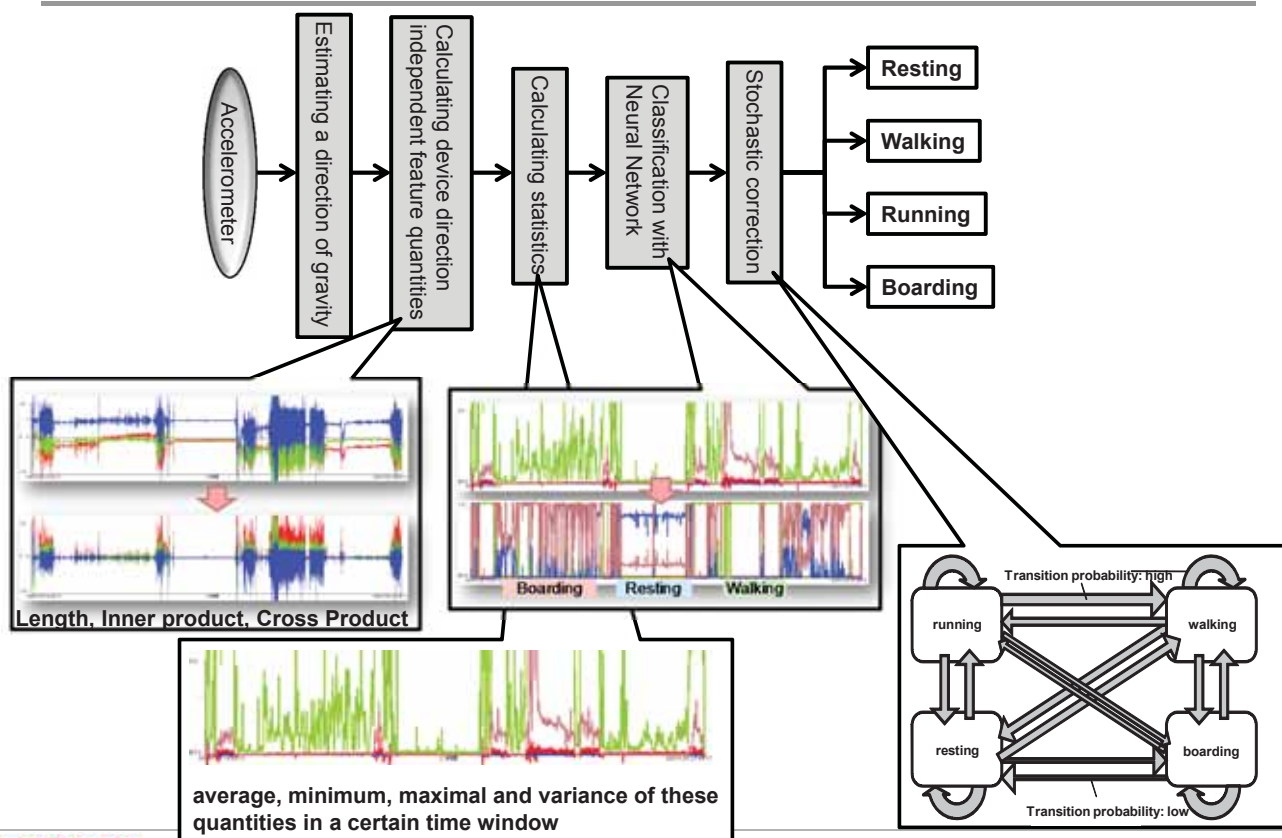 Accelerometer
Estimating a direction of gravity
Calculating device direction
independent feature quantities
Calculating statistics
Classification with
Neural Network
Stochastic correction
Resting
Walking
Running
Boarding
Length, Inner product, Cross Product
Boarding
Resting
Walking
average, minimum, maximal and variance of these
quantities in a certain time window
Transition probability: high
running
walking
resting
boarding
Transition probability: low